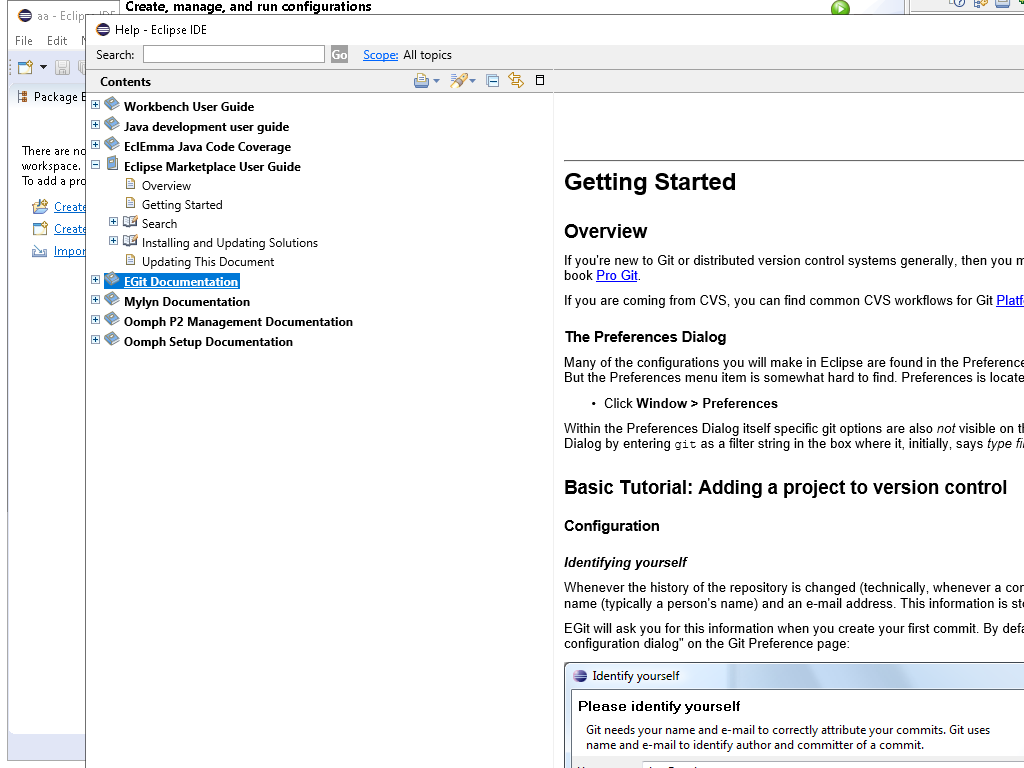 Create, manage, and run configurations
aa - Eclipse IDE
File Edit
Help - Eclipse IDE
Search: Go Scope: All topics
Contents
Package E
There are no
workspace.
To add a pro
Create
Create
Impor
Workbench User Guide
Java development user guide
EclEmma Java Code Coverage
Eclipse Marketplace User Guide
Overview
Getting Started
Search
Installing and Updating Solutions
Updating This Document
EGit Documentation
Mylyn Documentation
Oomph P2 Management Documentation
Oomph Setup Documentation
Getting Started
Overview
If you're new to Git or distributed version control systems generally, then you m
book Pro Git.
If you are coming from CVS, you can find common CVS workflows for Git Platf
The Preferences Dialog
Many of the configurations you will make in Eclipse are found in the Preference
But the Preferences menu item is somewhat hard to find. Preferences is locate
• Click Window > Preferences
Within the Preferences Dialog itself specific git options are also not visible on th
Dialog by entering git as a filter string in the box where it, initially, says type fil
Basic Tutorial: Adding a project to version control
Configuration
Identifying yourself
Whenever the history of the repository is changed (technically, whenever a con
name (typically a person's name) and an e-mail address. This information is sto
EGit will ask you for this information when you create your first commit. By defa
configuration dialog" on the Git Preference page:
Identify yourself
Please identify yourself
Git needs your name and e-mail to correctly attribute your commits. Git uses
name and e-mail to identify author and committer of a commit.